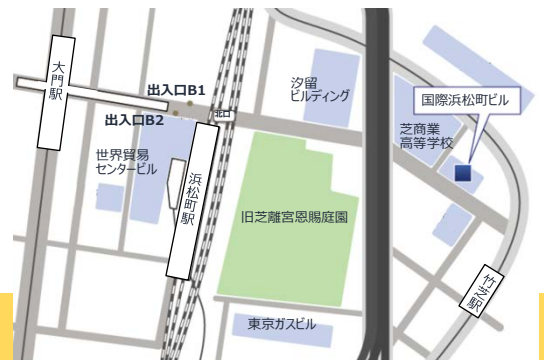 大門駅
出入口B1
出入口B2
北口
汐留
ビルディング
国際浜松町ビル
芝商業
高等学校
世界貿易
センタービル
浜松町駅
旧芝離宮恩賜庭園
竹芝駅
東京ガスビル